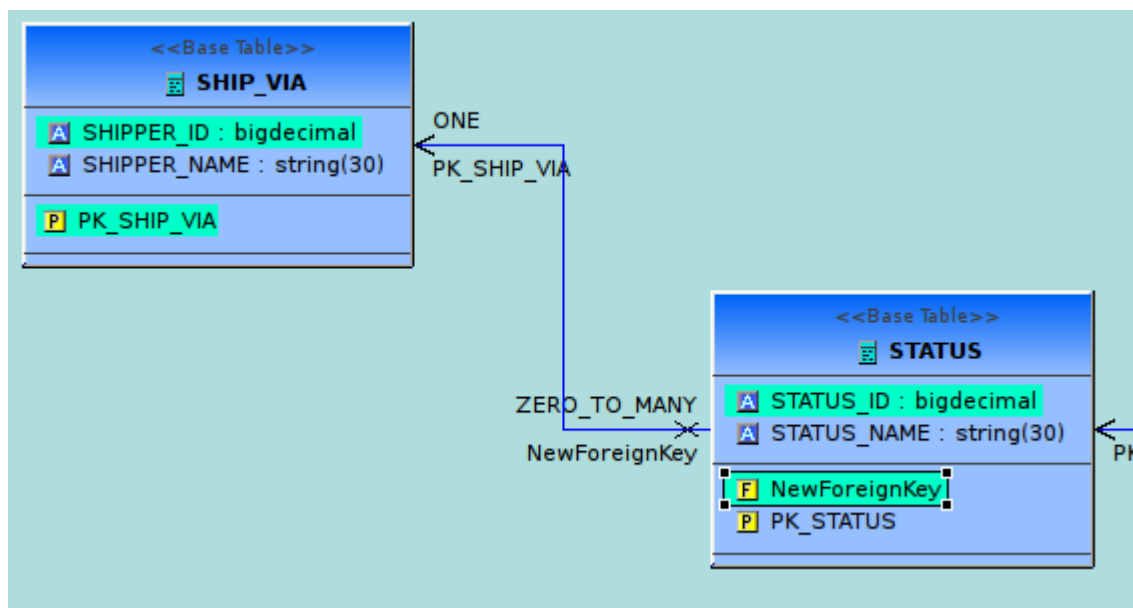 <<Base Table>>
SHIP_VIA
A SHIPPER_ID : bigdecimal
A SHIPPER_NAME : string(30)
P PK_SHIP_VIA
ONE
PK_SHIP_VIA
ZERO_TO_MANY
NewForeignKey
<<Base Table>>
STATUS
A STATUS_ID : bigdecimal
A STATUS_NAME : string(30)
F NewForeignKey
P PK_STATUS
PK